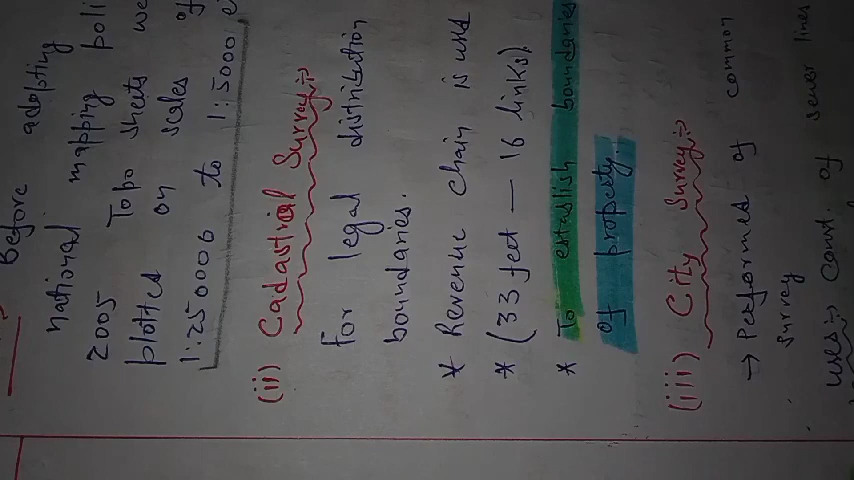 Before adopting
national mapping poli
2005 Topo sheets we
plotted on scales of
1:250006 to 1:5000
(ii) Cadastral Survey:-
For legal distribution
boundaries.
* Revenue chain is used
* (33 feet — 16 links).
* To establish boundaries
of property.
(iii) City Survey:-
→ Performed of common
Survey
uses:- Const. of sewer lines